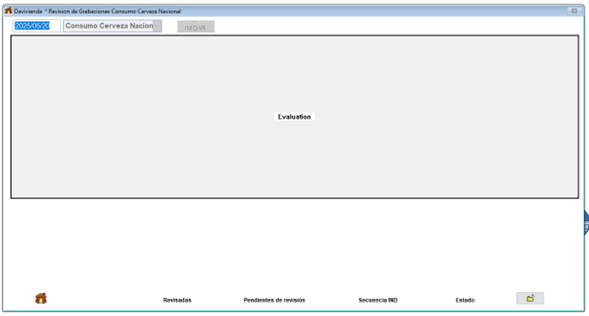 Davivienda * Revision de Grabaciones Consumo Cerveza Nacional
2025/05/20 Consumo Cerveza Nacion INICIAR
Evaluation
Revisadas Pendientes de revisión Secuencia IND Estado